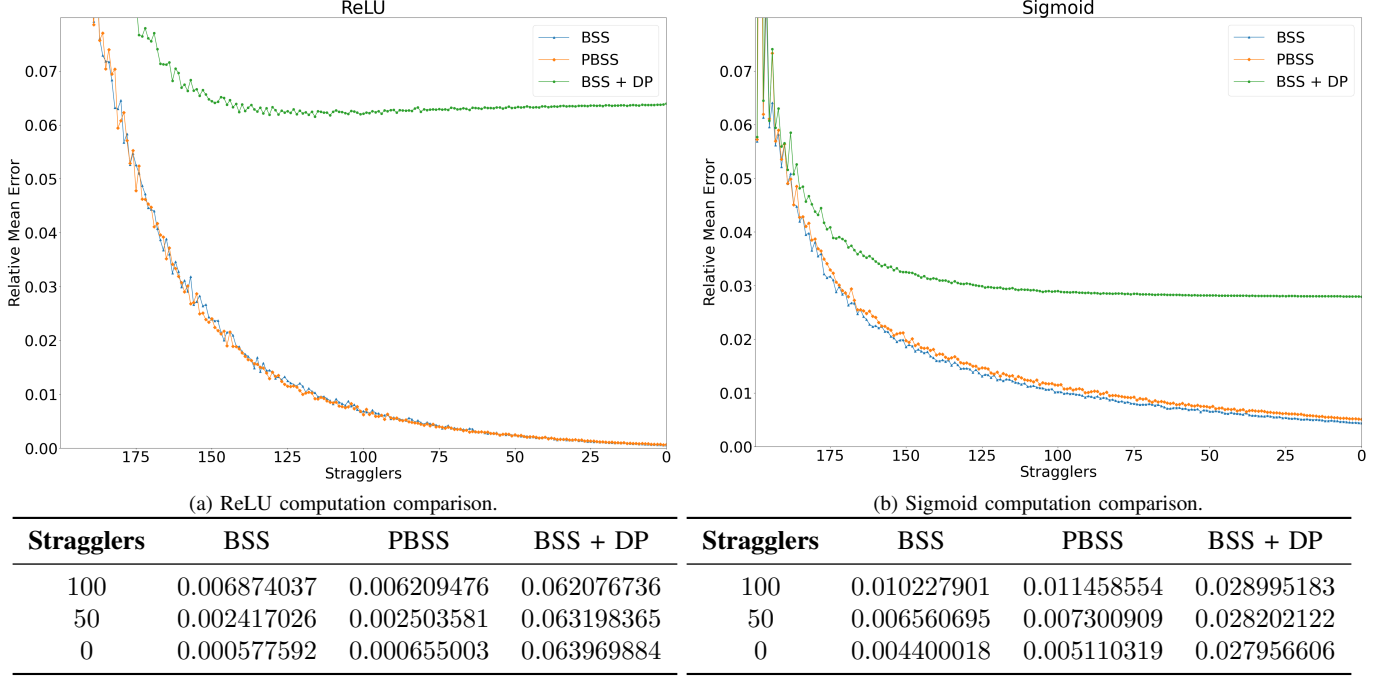 ReLU
BSS
PBSS
BSS + DP
0.07
0.06
0.05
0.04
0.03
0.02
0.01
0.00
Relative Mean Error
175 150 125 100 75 50 25 0
Stragglers
(a) ReLU computation comparison.
Stragglers BSS PBSS BSS + DP
100 0.006874037 0.006209476 0.062076736
50 0.002417026 0.002503581 0.063198365
0 0.000577592 0.000655003 0.063969884
Sigmoid
BSS
PBSS
BSS + DP
0.07
0.06
0.05
0.04
0.03
0.02
0.01
0.00
Relative Mean Error
175 150 125 100 75 50 25 0
Stragglers
(b) Sigmoid computation comparison.
Stragglers BSS PBSS BSS + DP
100 0.010227901 0.011458554 0.028995183
50 0.006560695 0.007300909 0.028202122
0 0.004400018 0.005110319 0.027956606